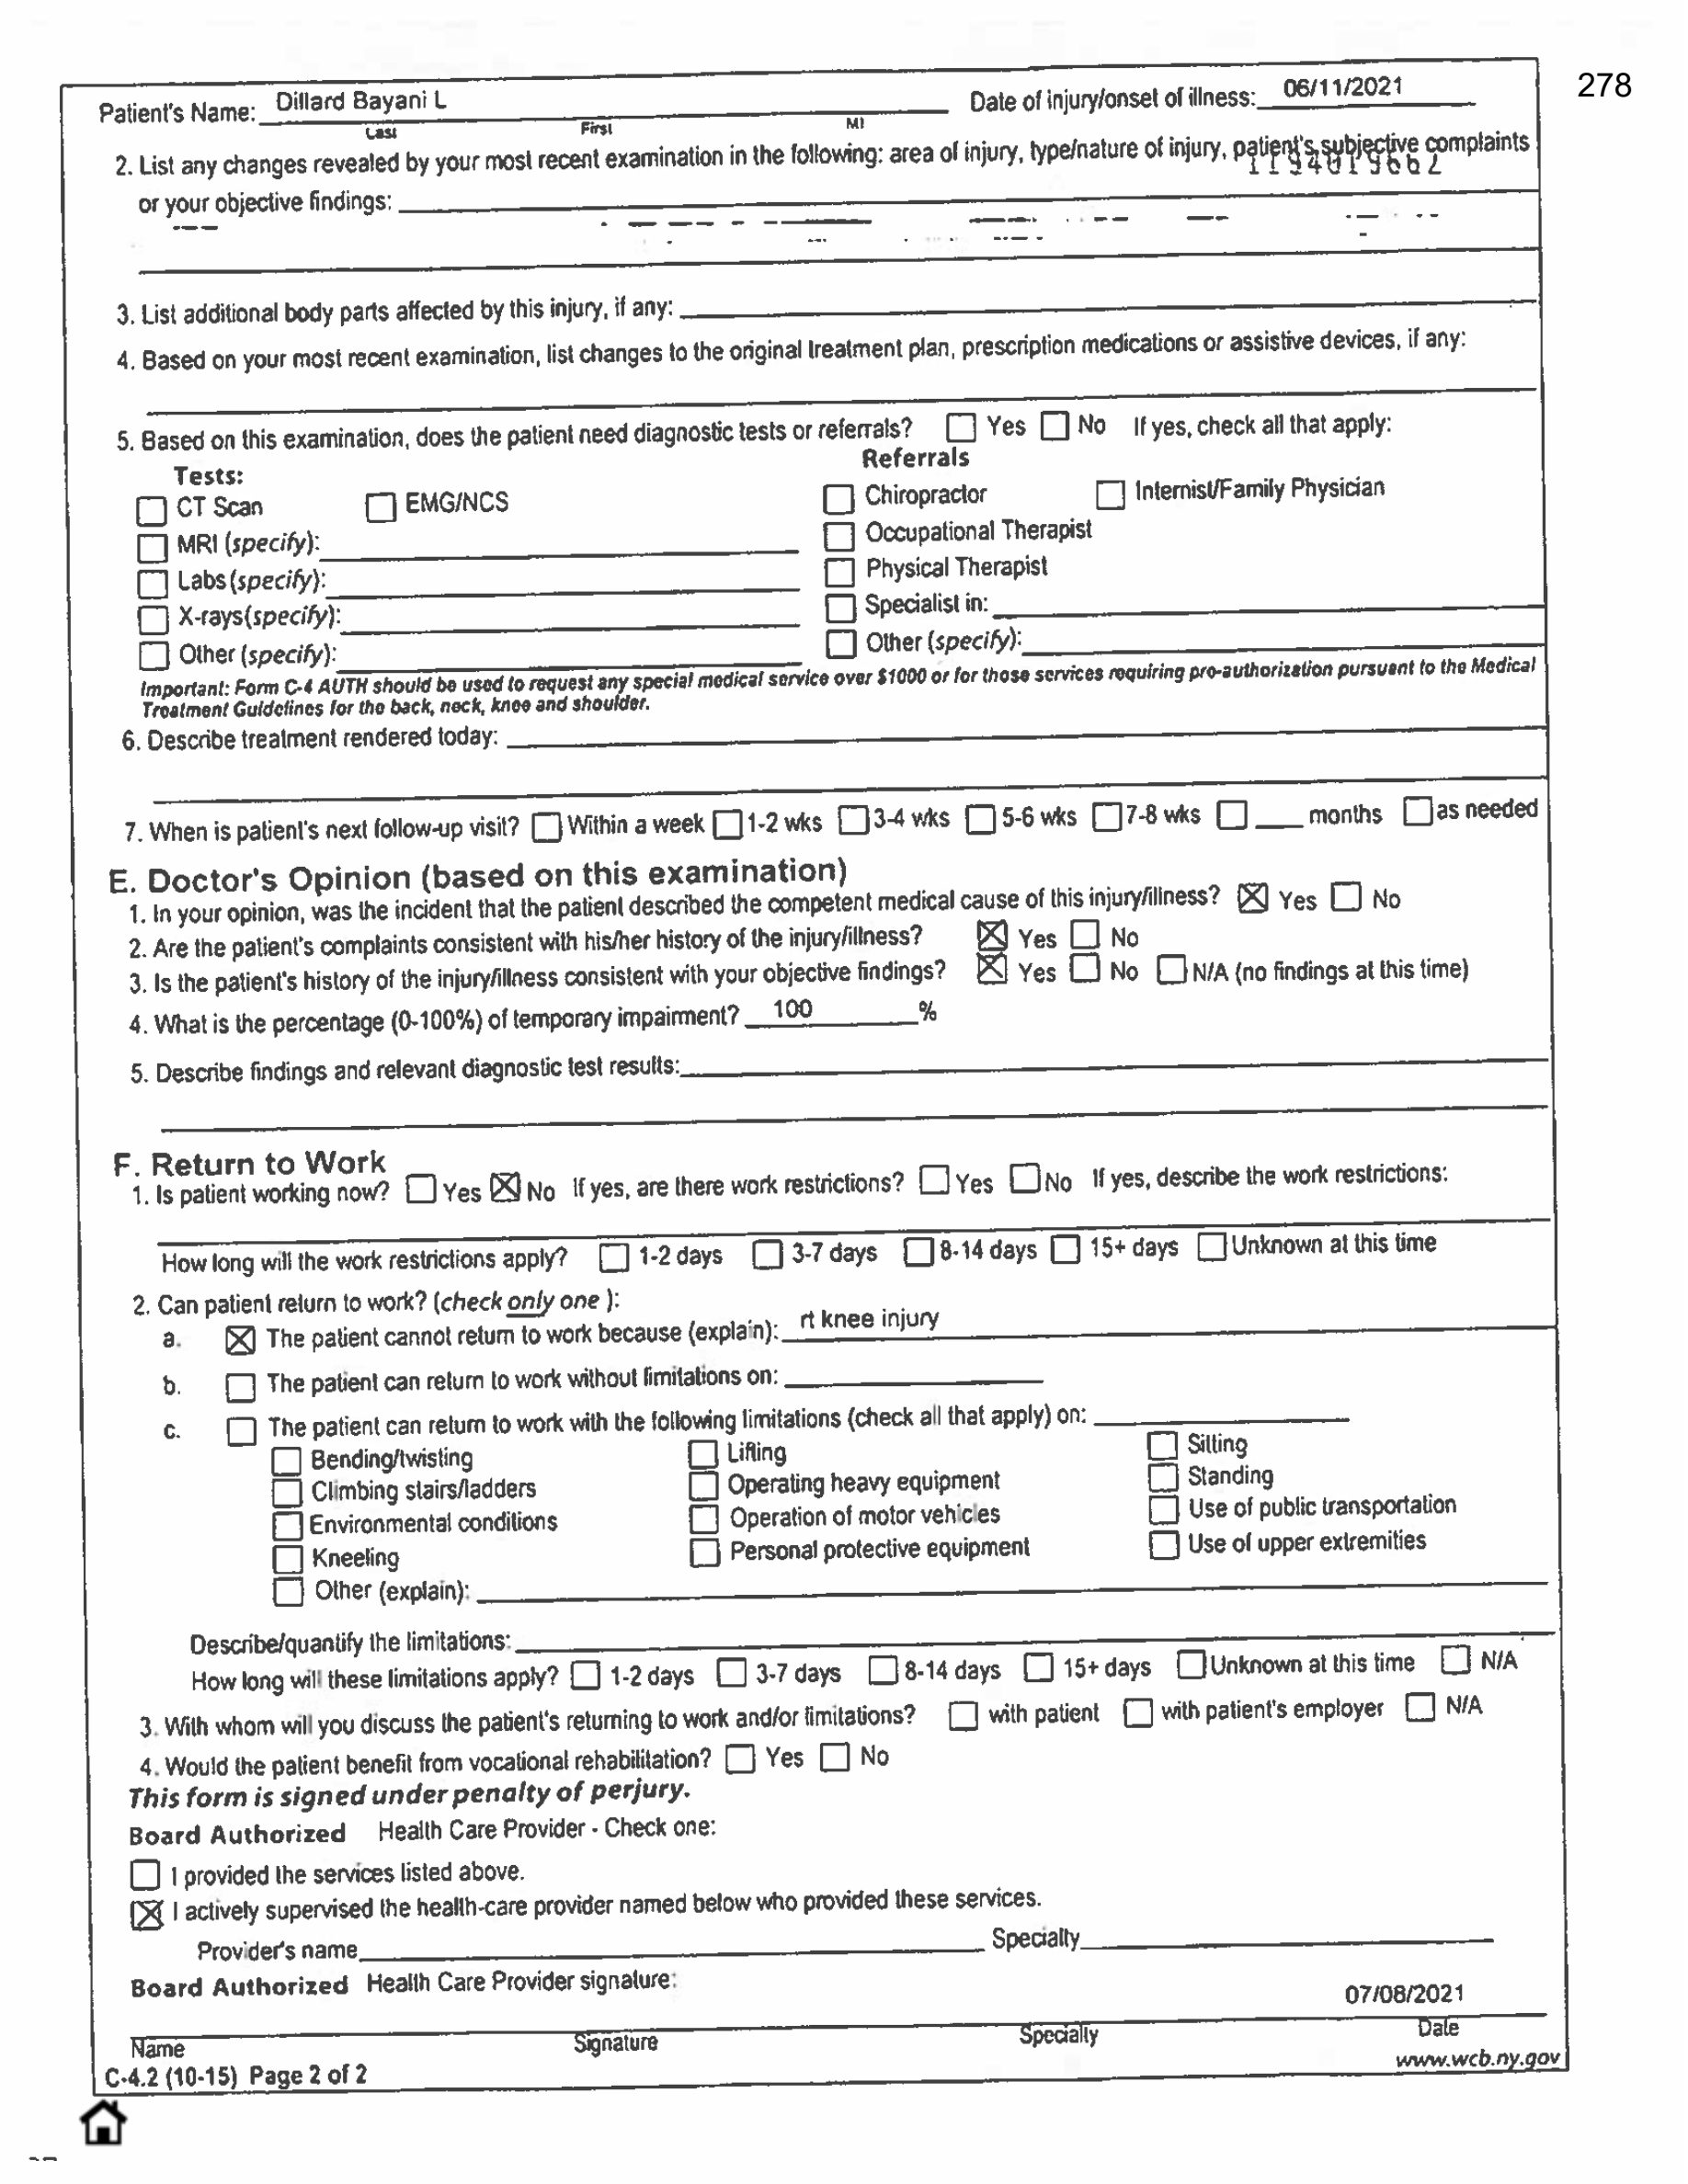 278
Patient's Name: Dillard Bayani L Date of injury/onset of illness: 06/11/2021
Last First MI
2. List any changes revealed by your most recent examination in the following: area of injury, type/nature of injury, patient's subjective complaints
1194019662
or your objective findings:
3. List additional body parts affected by this injury, if any:
4. Based on your most recent examination, list changes to the original treatment plan, prescription medications or assistive devices, if any:
5. Based on this examination, does the patient need diagnostic tests or referrals? ☐ Yes ☐ No If yes, check all that apply:
Tests: Referrals
☐ CT Scan ☐ EMG/NCS ☐ Chiropractor ☐ Internist/Family Physician
☐ MRI (specify): ☐ Occupational Therapist
☐ Labs (specify): ☐ Physical Therapist
☐ X-rays(specify): ☐ Specialist in:
☐ Other (specify): ☐ Other (specify):
Important: Form C-4 AUTH should be used to request any special medical service over $1000 or for those services requiring pre-authorization pursuant to the Medical
Treatment Guidelines for the back, neck, knee and shoulder.
6. Describe treatment rendered today:
7. When is patient's next follow-up visit? ☐ Within a week ☐ 1-2 wks ☐ 3-4 wks ☐ 5-6 wks ☐ 7-8 wks ☐ ___ months ☐ as needed
E. Doctor's Opinion (based on this examination)
1. In your opinion, was the incident that the patient described the competent medical cause of this injury/illness? ☒ Yes ☐ No
2. Are the patient's complaints consistent with his/her history of the injury/illness? ☒ Yes ☐ No
3. Is the patient's history of the injury/illness consistent with your objective findings? ☒ Yes ☐ No ☐ N/A (no findings at this time)
4. What is the percentage (0-100%) of temporary impairment? 100 %
5. Describe findings and relevant diagnostic test results:
F. Return to Work
1. Is patient working now? ☐ Yes ☒ No If yes, are there work restrictions? ☐ Yes ☐ No If yes, describe the work restrictions:
How long will the work restrictions apply? ☐ 1-2 days ☐ 3-7 days ☐ 8-14 days ☐ 15+ days ☐ Unknown at this time
2. Can patient return to work? (check only one ):
a. ☒ The patient cannot return to work because (explain): rt knee injury
b. ☐ The patient can return to work without limitations on:
c. ☐ The patient can return to work with the following limitations (check all that apply) on:
☐ Bending/twisting ☐ Lifting ☐ Sitting
☐ Climbing stairs/ladders ☐ Operating heavy equipment ☐ Standing
☐ Environmental conditions ☐ Operation of motor vehicles ☐ Use of public transportation
☐ Kneeling ☐ Personal protective equipment ☐ Use of upper extremities
☐ Other (explain):
Describe/quantify the limitations:
How long will these limitations apply? ☐ 1-2 days ☐ 3-7 days ☐ 8-14 days ☐ 15+ days ☐ Unknown at this time ☐ N/A
3. With whom will you discuss the patient's returning to work and/or limitations? ☐ with patient ☐ with patient's employer ☐ N/A
4. Would the patient benefit from vocational rehabilitation? ☐ Yes ☐ No
This form is signed under penalty of perjury.
Board Authorized Health Care Provider - Check one:
☐ I provided the services listed above.
☒ I actively supervised the health-care provider named below who provided these services.
Provider's name Specialty
Board Authorized Health Care Provider signature:
07/08/2021
Name Signature Specialty Date
C-4.2 (10-15) Page 2 of 2 www.wcb.ny.gov